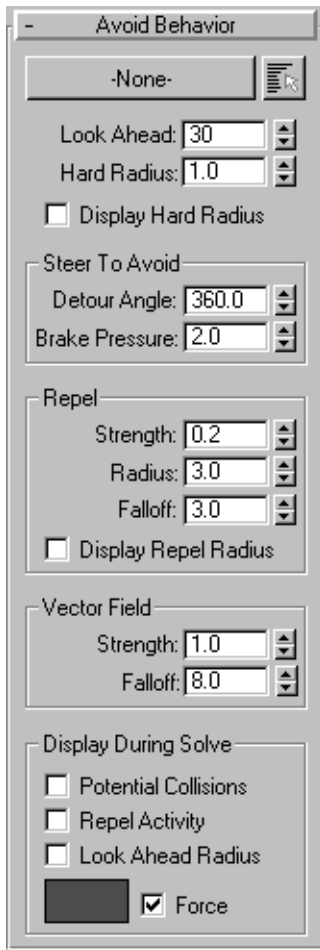 - Avoid Behavior
-None-
Look Ahead: 30
Hard Radius: 1.0
Display Hard Radius
Steer To Avoid
Detour Angle: 360.0
Brake Pressure: 2.0
Repel
Strength: 0.2
Radius: 3.0
Falloff: 3.0
Display Repel Radius
Vector Field
Strength: 1.0
Falloff: 8.0
Display During Solve
Potential Collisions
Repel Activity
Look Ahead Radius
Force